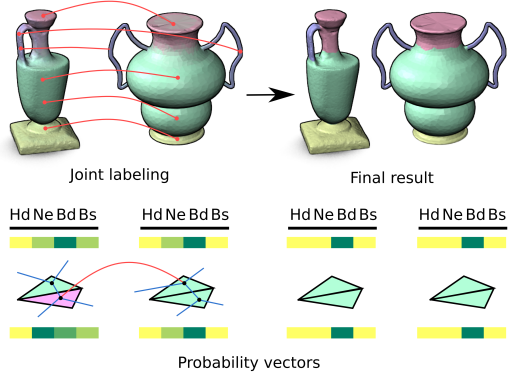 Joint labeling
Final result
Hd Ne Bd Bs
Hd Ne Bd Bs
Hd Ne Bd Bs
Hd Ne Bd Bs
Probability vectors